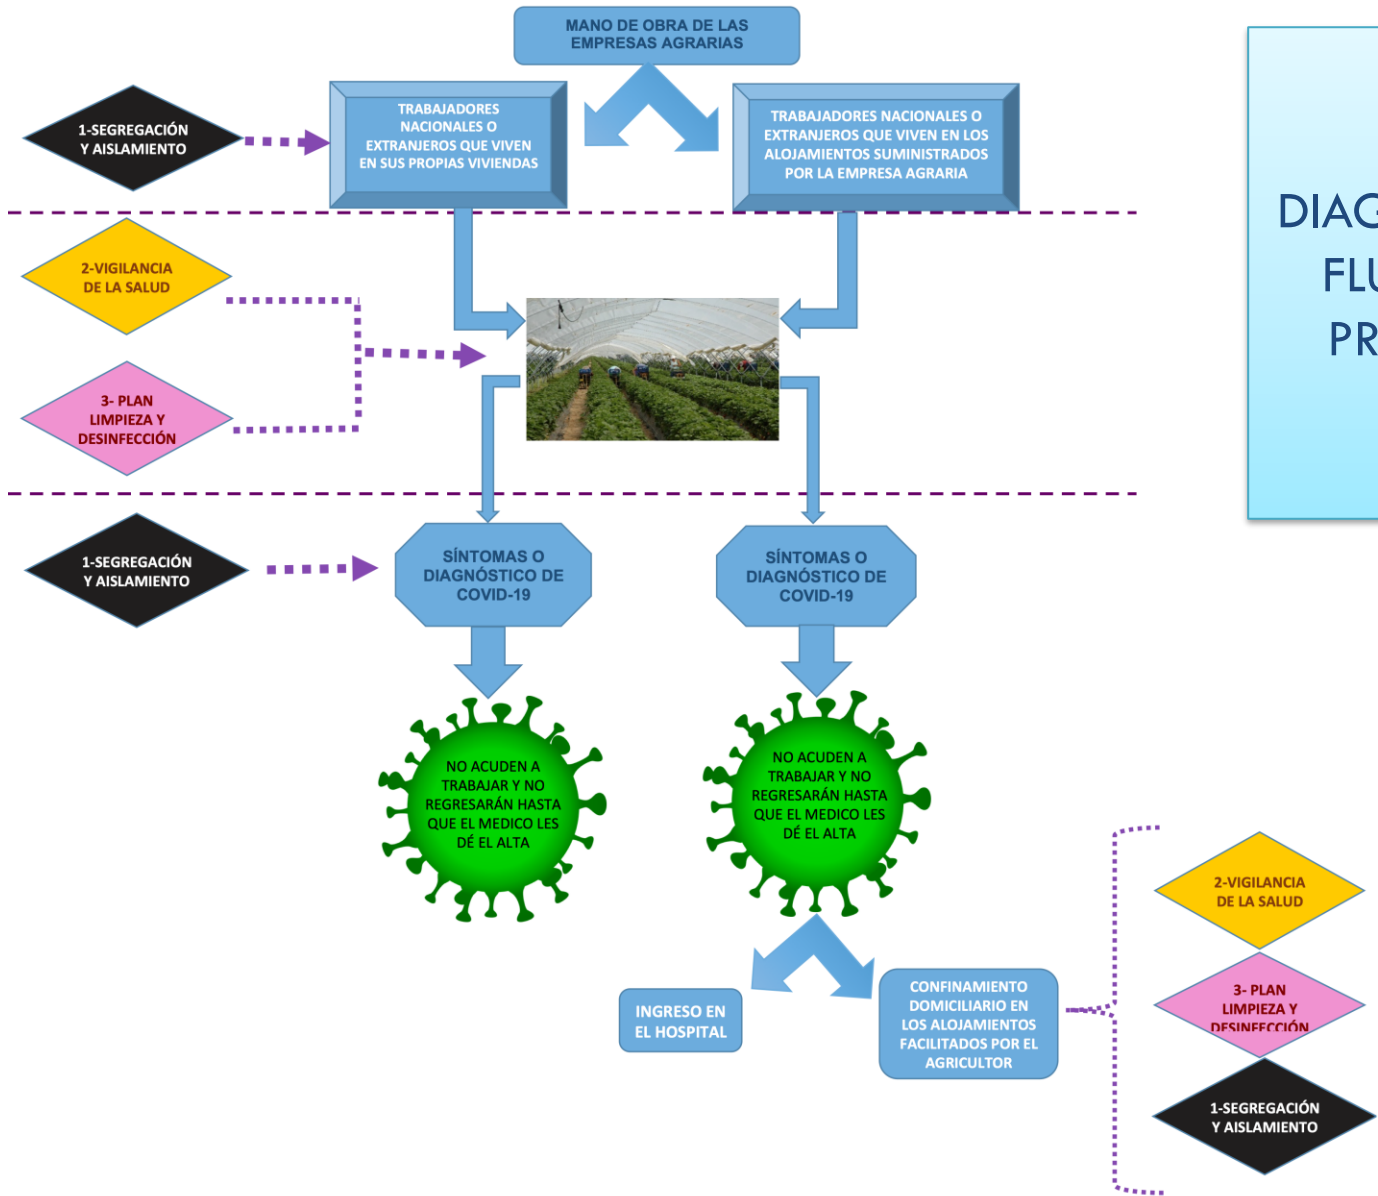 MANO DE OBRA DE LAS
EMPRESAS AGRARIAS
1-SEGREGACIÓN
Y AISLAMIENTO
TRABAJADORES
NACIONALES O
EXTRANJEROS QUE VIVEN
EN SUS PROPIAS VIVIENDAS
TRABAJADORES NACIONALES O
EXTRANJEROS QUE VIVEN EN LOS
ALOJAMIENTOS SUMINISTRADOS
POR LA EMPRESA AGRARIA
2-VIGILANCIA
DE LA SALUD
3- PLAN
LIMPIEZA Y
DESINFECCIÓN
1-SEGREGACIÓN
Y AISLAMIENTO
SÍNTOMAS O
DIAGNÓSTICO DE
COVID-19
SÍNTOMAS O
DIAGNÓSTICO DE
COVID-19
NO ACUDEN A
TRABAJAR Y NO
REGRESARÁN HASTA
QUE EL MEDICO LES
DÉ EL ALTA
NO ACUDEN A
TRABAJAR Y NO
REGRESARÁN HASTA
QUE EL MEDICO LES
DÉ EL ALTA
INGRESO EN
EL HOSPITAL
CONFINAMIENTO
DOMICILIARIO EN
LOS ALOJAMIENTOS
FACILITADOS POR EL
AGRICULTOR
2-VIGILANCIA
DE LA SALUD
3- PLAN
LIMPIEZA Y
DESINFECCIÓN
1-SEGREGACIÓN
Y AISLAMIENTO